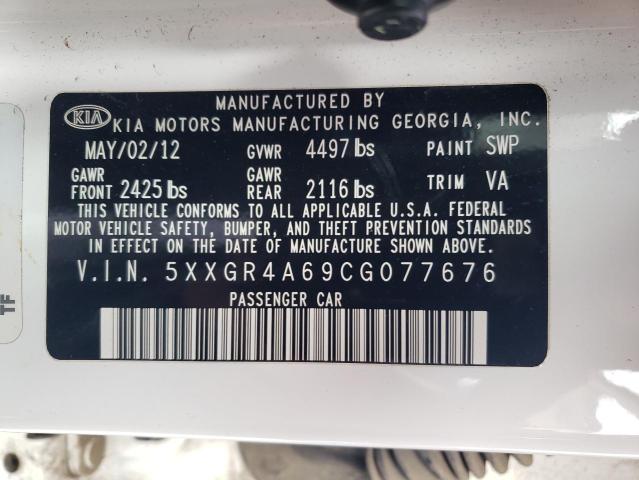 MANUFACTURED BY
KIA KIA MOTORS MANUFACTURING GEORGIA, INC.
MAY/02/12 GVWR 4497 lbs PAINT SWP
GAWR FRONT 2425 lbs GAWR REAR 2116 lbs TRIM VA
THIS VEHICLE CONFORMS TO ALL APPLICABLE U.S.A. FEDERAL
MOTOR VEHICLE SAFETY, BUMPER, AND THEFT PREVENTION STANDARDS
IN EFFECT ON THE DATE OF MANUFACTURE SHOWN ABOVE.
V.I.N. 5XXGR4A69CG077676
PASSENGER CAR
TF